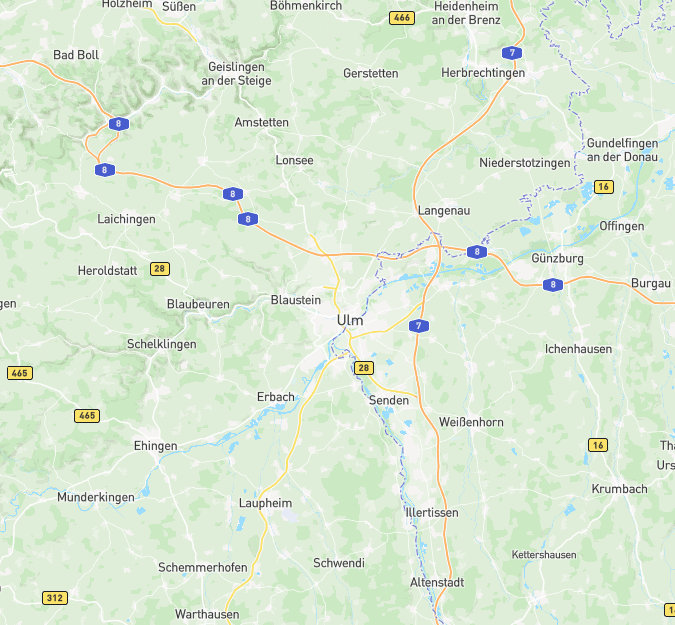 Holzheim
Süßen
Böhmenkirch
466
Heidenheim
an der Brenz
Bad Boll
7
Geislingen
an der Steige
Gerstetten
Herbrechtingen
8
Amstetten
Gundelfingen
an der Donau
Lonsee
Niederstotzingen
8
8
16
Laichingen
8
Langenau
Offingen
8
Heroldstatt
28
Günzburg
Burgau
8
Blaubeuren
Blaustein
Ulm
7
Schelklingen
Ichenhausen
465
28
Erbach
Senden
465
Weißenhorn
Ehingen
16
Munderkingen
Krumbach
Laupheim
Illertissen
Kettershausen
Schemmerhofen
Schwendi
Altenstadt
312
Warthausen